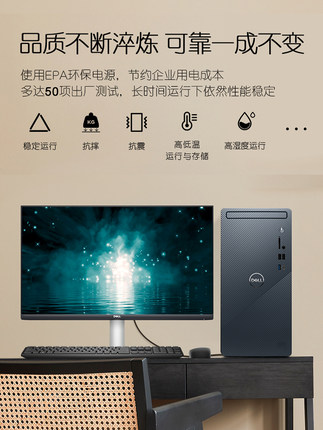 品质不断淬炼 可靠一成不变
使用EPA环保电源，节约企业用电成本
多达50项出厂测试，长时间运行下依然性能稳定
KG
稳定运行
抗摔
抗震
高低温
运行与存储
高湿度运行
DELL